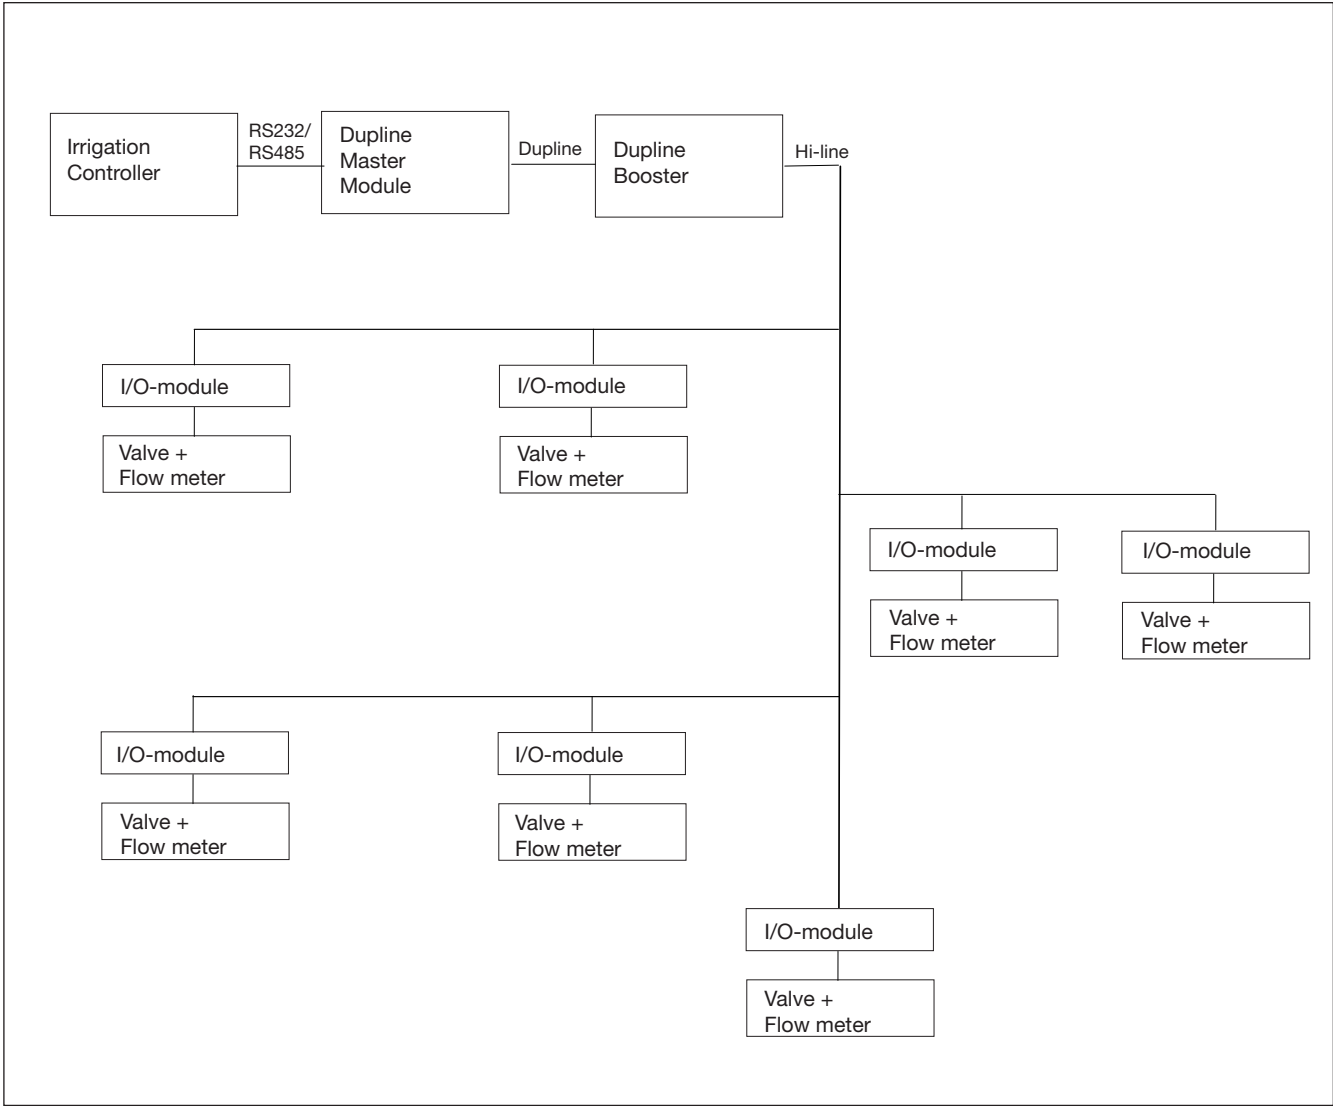 Irrigation
Controller
RS232/
RS485
Dupline
Master
Module
Dupline
Dupline
Booster
Hi-line
I/O-module
Valve +
Flow meter
I/O-module
Valve +
Flow meter
I/O-module
Valve +
Flow meter
I/O-module
Valve +
Flow meter
I/O-module
Valve +
Flow meter
I/O-module
Valve +
Flow meter
I/O-module
Valve +
Flow meter